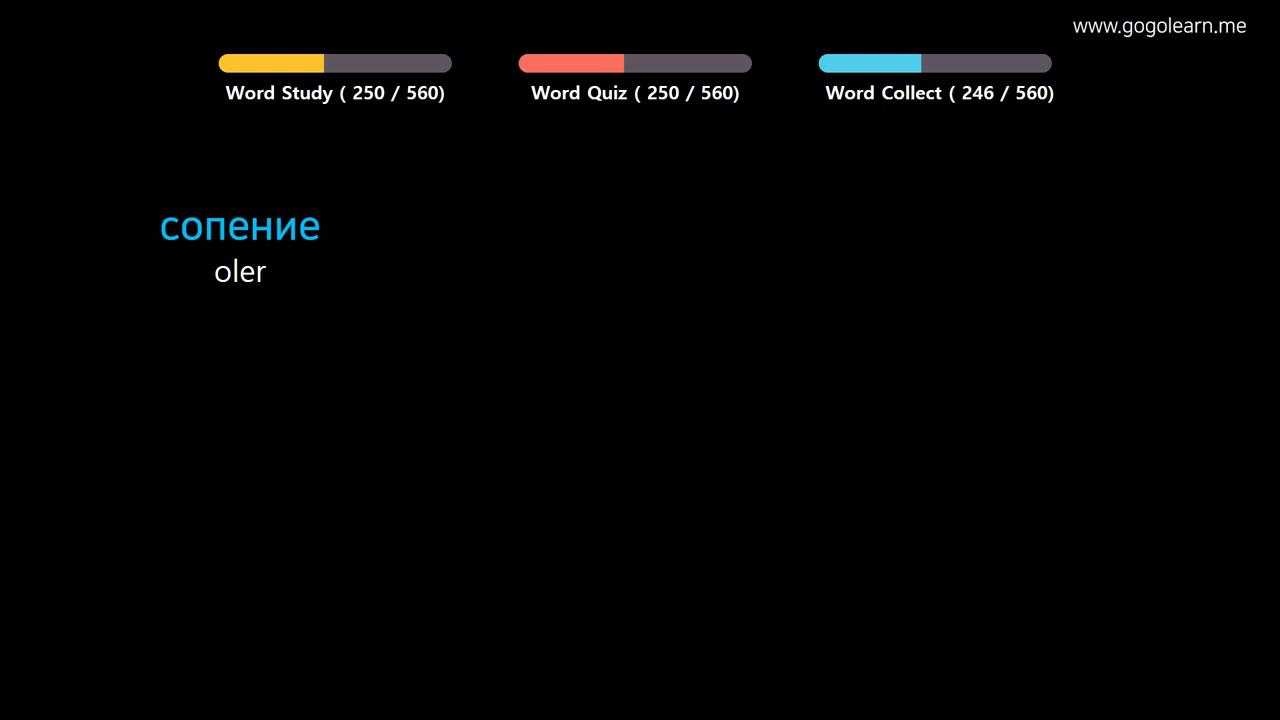 www.gogolearn.me
Word Study ( 250 / 560)
Word Quiz ( 250 / 560)
Word Collect ( 246 / 560)
сопение
oler